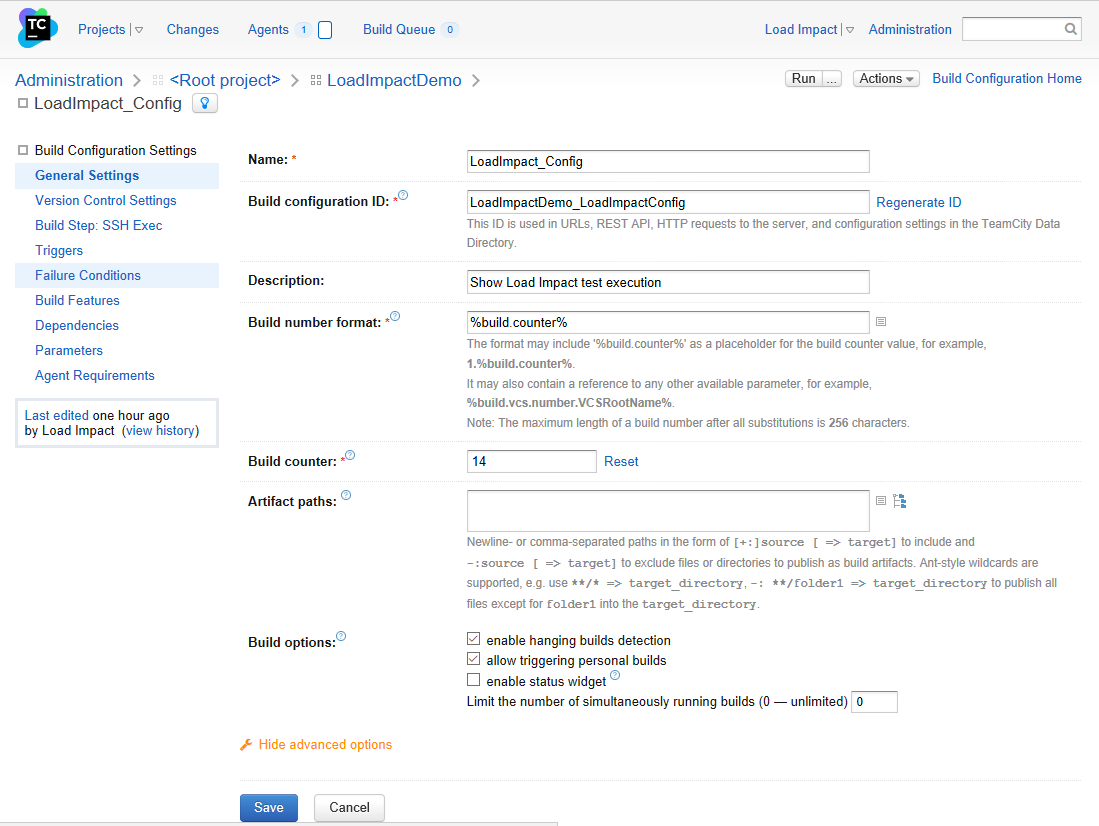 TC
Projects
Changes
Agents 1
Build Queue 0
Load Impact
Administration
Administration
<Root project>
LoadImpactDemo
Run ...
Actions
Build Configuration Home
LoadImpact_Config
Build Configuration Settings
General Settings
Version Control Settings
Build Step: SSH Exec
Triggers
Failure Conditions
Build Features
Dependencies
Parameters
Agent Requirements
Last edited one hour ago
by Load Impact (view history)
Name: *
LoadImpact_Config
Build configuration ID: * ?
LoadImpactDemo_LoadImpactConfig
Regenerate ID
This ID is used in URLs, REST API, HTTP requests to the server, and configuration settings in the TeamCity Data
Directory.
Description:
Show Load Impact test execution
Build number format: * ?
%build.counter%
The format may include '%build.counter%' as a placeholder for the build counter value, for example,
1.%build.counter%.
It may also contain a reference to any other available parameter, for example,
%build.vcs.number.VCSRootName%.
Note: The maximum length of a build number after all substitutions is 256 characters.
Build counter: * ?
14
Reset
Artifact paths: ?
Newline- or comma-separated paths in the form of [+:]source [ => target] to include and
-:source [ => target] to exclude files or directories to publish as build artifacts. Ant-style wildcards are
supported, e.g. use **/* => target_directory, -: **/folder1 => target_directory to publish all
files except for folder1 into the target_directory.
Build options: ?
enable hanging builds detection
allow triggering personal builds
enable status widget ?
Limit the number of simultaneously running builds (0 — unlimited) 0
Hide advanced options
Save
Cancel